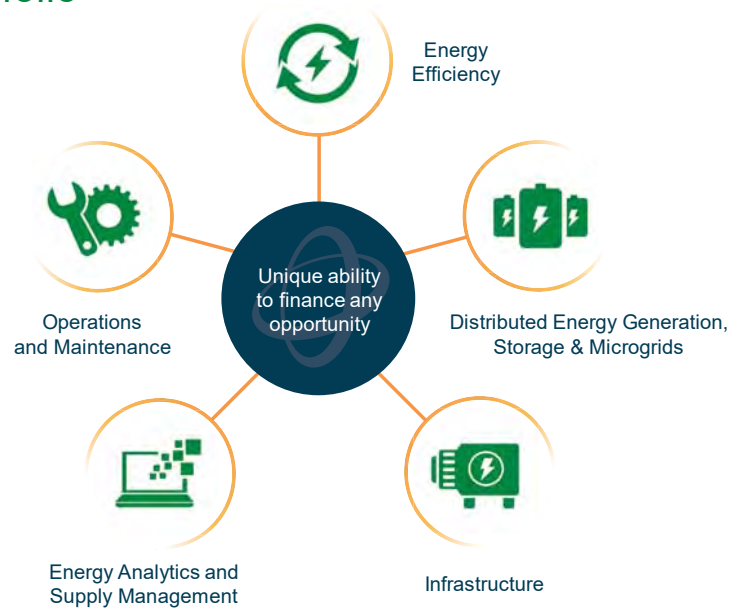 Energy
Efficiency
Unique ability
to finance any
opportunity
Operations
and Maintenance
Distributed Energy Generation,
Storage & Microgrids
Energy Analytics and
Supply Management
Infrastructure